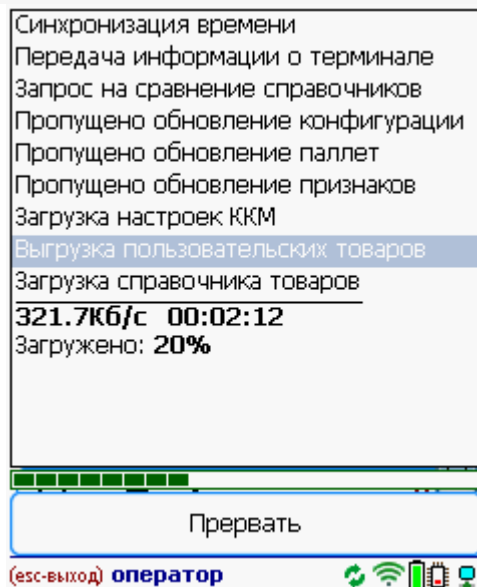 Синхронизация времени
Передача информации о терминале
Запрос на сравнение справочников
Пропущено обновление конфигурации
Пропущено обновление паллет
Пропущено обновление признаков
Загрузка настроек ККМ
Выгрузка пользовательских товаров
Загрузка справочника товаров
321.7Кб/с 00:02:12
Загружено: 20%
Прервать
(esc-выход) оператор